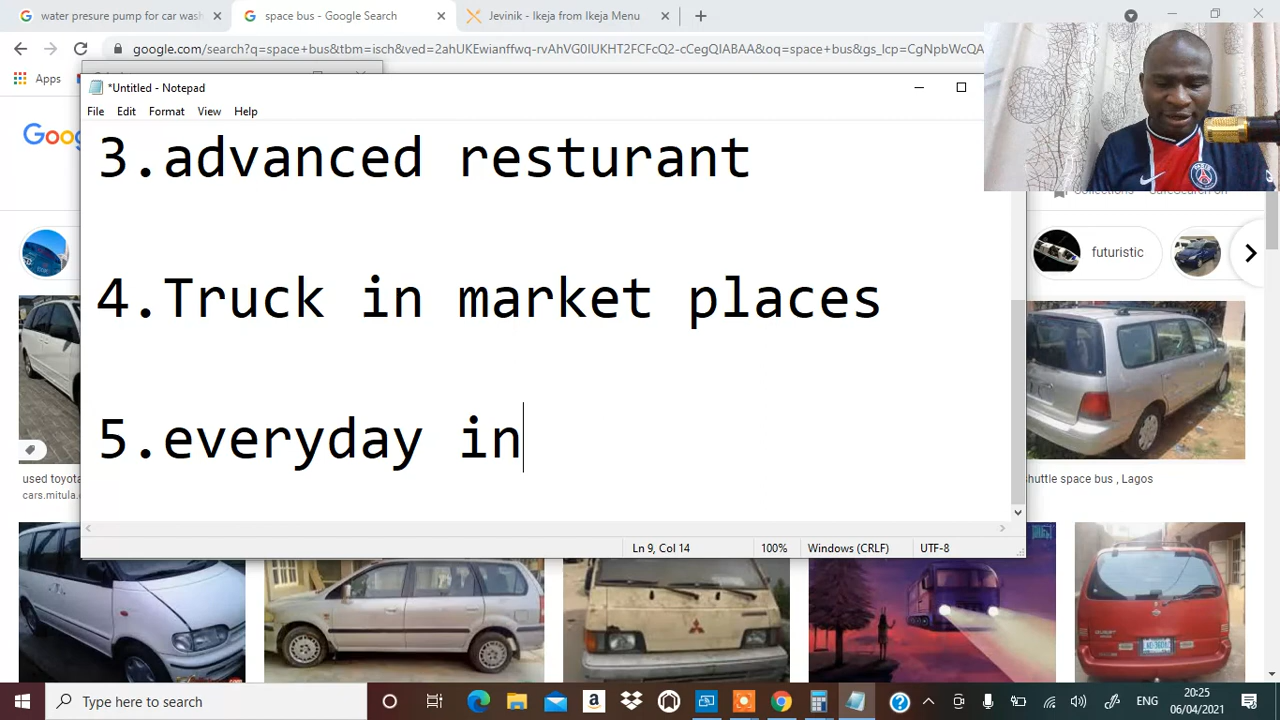 water presure pump for car wash
space bus - Google Search
Jevinik - Ikeja from Ikeja Menu
google.com/search?q=space+bus&tbm=isch&ved=2ahUKEwianffwq-rvAhVG0IUKHT2FCFcQ2-cCegQIABAA&oq=space+bus&gs_lcp=CgNpbWcQA
Apps
*Untitled - Notepad
File Edit Format View Help
3.advanced resturant
4.Truck in market places
5.everyday in
Ln 9, Col 14 100% Windows (CRLF) UTF-8
Goo
futuristic
used toyota
cars.mitula.
shuttle space bus , Lagos
Type here to search
ENG
20:25
06/04/2021